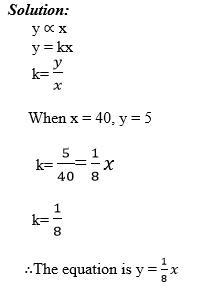 Solution:
y ∝ x
y = kx
k=y/x
When x = 40, y = 5
k=5/40=1/8 x
k=1/8
∴The equation is y =1/8 x